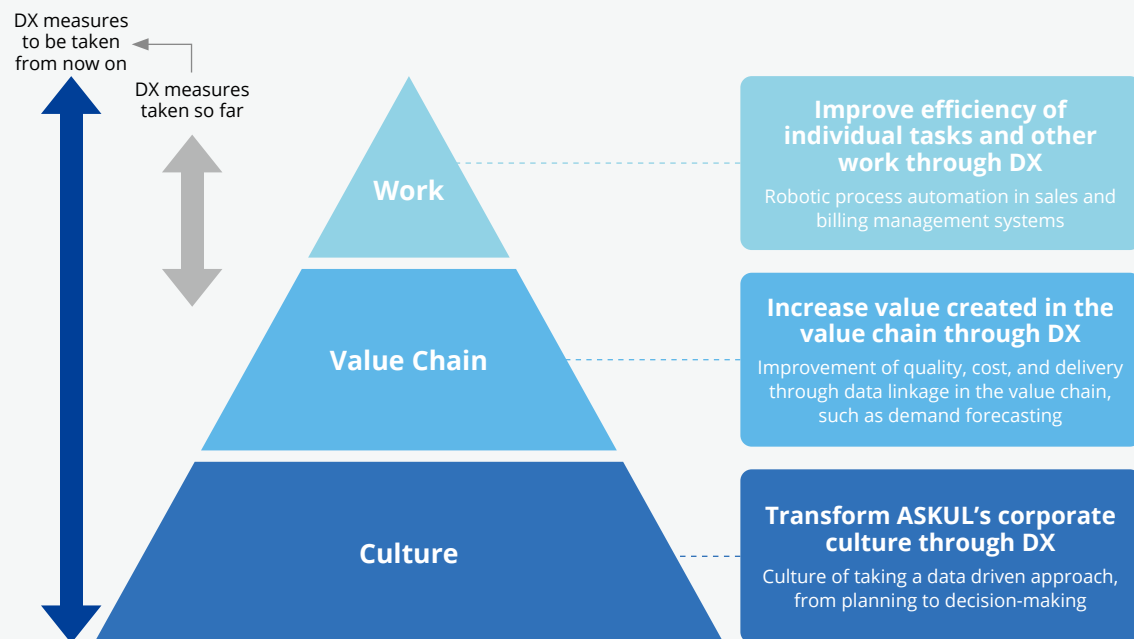 DX measures
to be taken
from now on
DX measures
taken so far
Work
Improve efficiency of
individual tasks and other
work through DX
Robotic process automation in sales and
billing management systems
Value Chain
Increase value created in the
value chain through DX
Improvement of quality, cost, and delivery
through data linkage in the value chain,
such as demand forecasting
Culture
Transform ASKUL’s corporate
culture through DX
Culture of taking a data driven approach,
from planning to decision-making